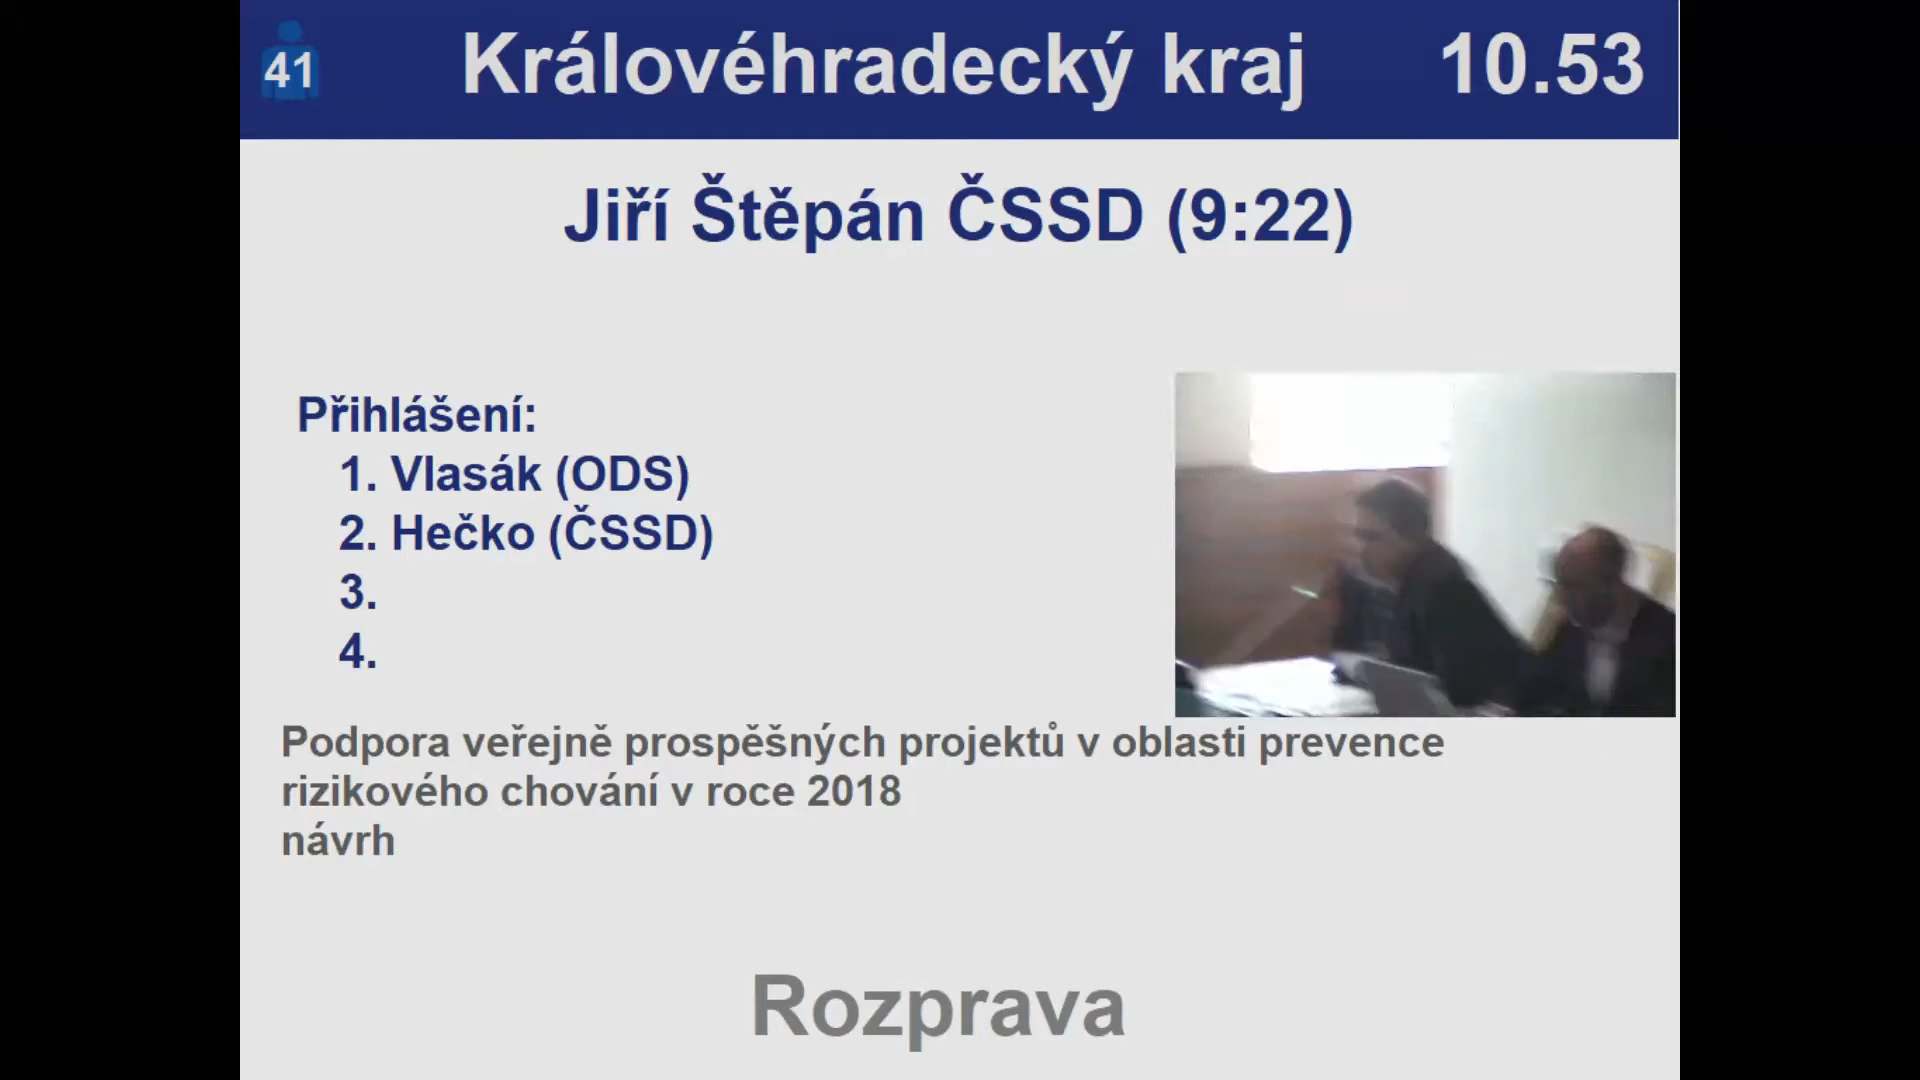 41
Královéhradecký kraj
10.53
Jiří Štěpán ČSSD (9:22)
Přihlášení:
1. Vlasák (ODS)
2. Hečko (ČSSD)
3.
4.
Podpora veřejně prospěšných projektů v oblasti prevence
rizikového chování v roce 2018
návrh
Rozprava